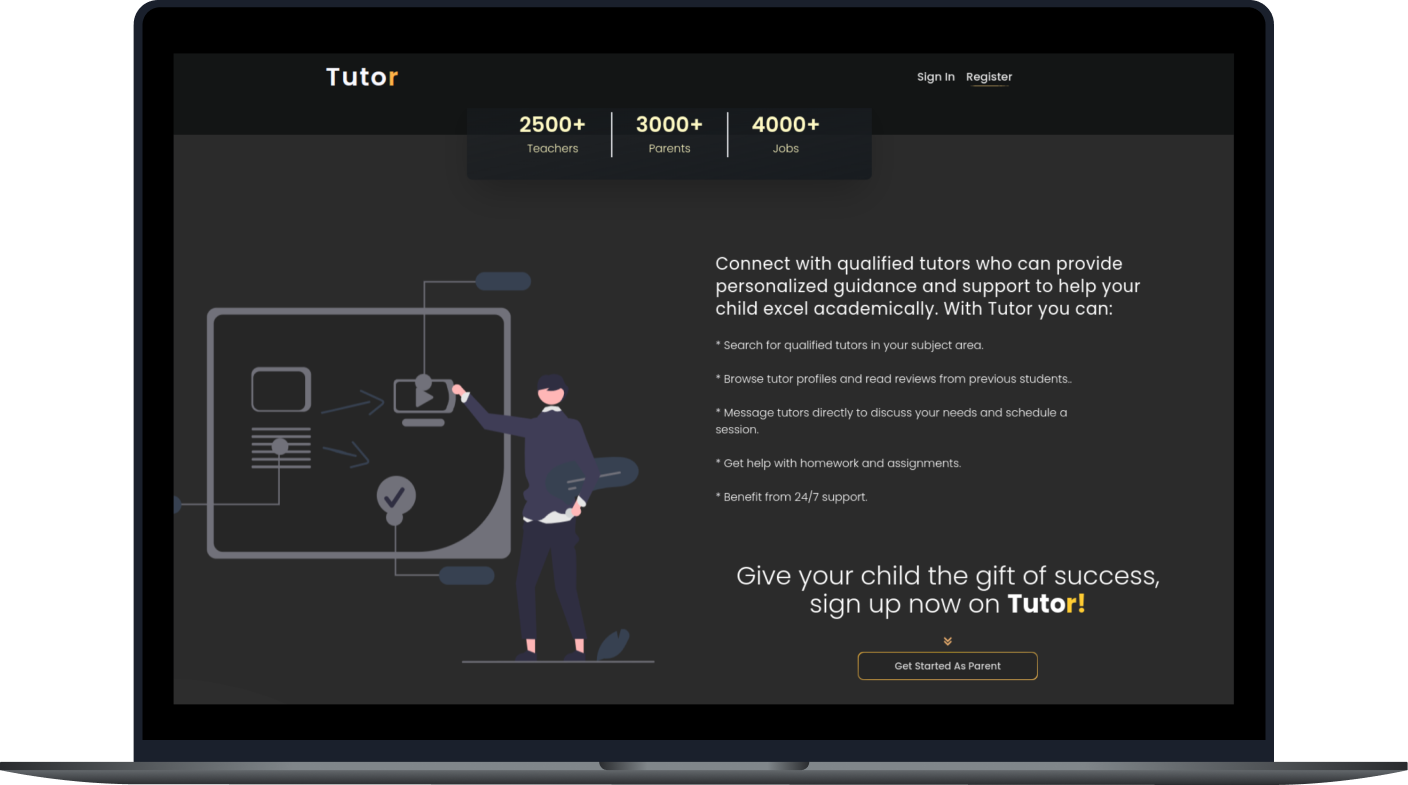 Tutor
Sign In Register
2500+ 3000+ 4000+
Teachers Parents Jobs
Connect with qualified tutors who can provide
personalized guidance and support to help your
child excel academically. With Tutor you can:
* Search for qualified tutors in your subject area.
* Browse tutor profiles and read reviews from previous students..
* Message tutors directly to discuss your needs and schedule a
session.
* Get help with homework and assignments.
* Benefit from 24/7 support.
Give your child the gift of success,
sign up now on Tutor!
Get Started As Parent